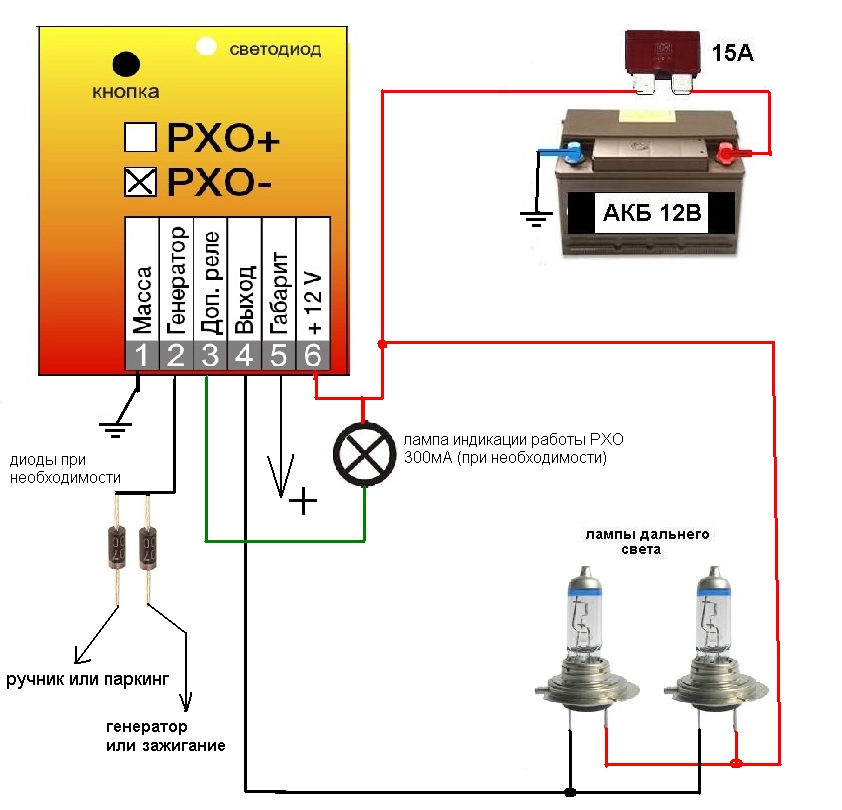 светодиод
кнопка
РХО+
РХО-
Масса
Генератор
Доп. реле
Выход
Габарит
+ 12 V
1 2 3 4 5 6
15А
АКБ 12В
лампа индикации работы РХО
300мА (при необходимости)
диоды при
необходимости
+
лампы дальнего
света
ручник или паркинг
генератор
или зажигание